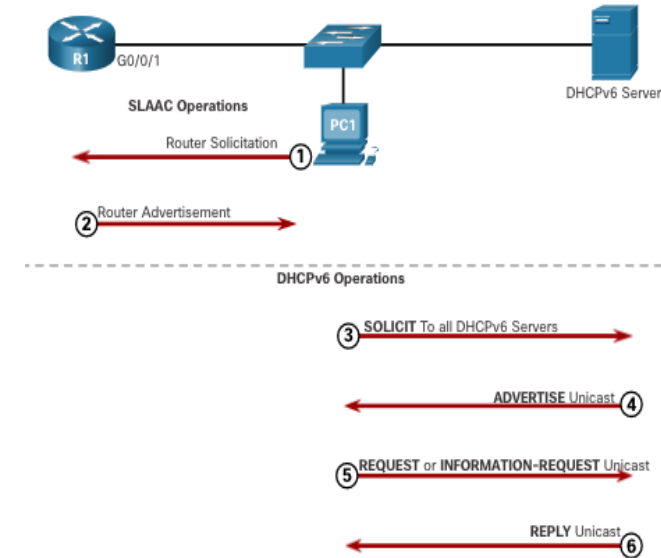 R1
G0/0/1
DHCPv6 Server
SLAAC Operations
PC1
Router Solicitation
1
2
Router Advertisement
DHCPv6 Operations
3
SOLICIT To all DHCPv6 Servers
ADVERTISE Unicast
4
5
REQUEST or INFORMATION-REQUEST Unicast
REPLY Unicast
6